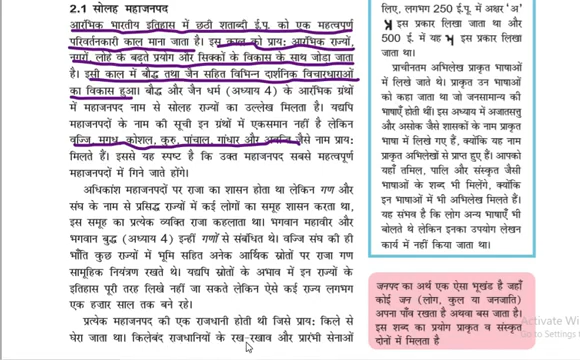 2.1 सोलह महाजनपद
आरंभिक भारतीय इतिहास में छठी शताब्दी ई.पू. को एक महत्वपूर्ण
परिवर्तनकारी काल माना जाता है। इस काल को प्राय: आरंभिक राज्यों,
नगरों, लोहे के बढ़ते प्रयोग और सिक्कों के विकास के साथ जोड़ा जाता
है। इसी काल में बौद्ध तथा जैन सहित विभिन्न दार्शनिक विचारधाराओं
का विकास हुआ। बौद्ध और जैन धर्म (अध्याय 4) के आरंभिक ग्रंथों
में महाजनपद नाम से सोलह राज्यों का उल्लेख मिलता है। यद्यपि
महाजनपदों के नाम की सूची इन ग्रंथों में एकसमान नहीं है लेकिन
वज्जि, मगध, कोशल, कुरु, पांचाल, गांधार और अवन्ति जैसे नाम प्राय:
मिलते हैं। इससे यह स्पष्ट है कि उक्त महाजनपद सबसे महत्वपूर्ण
महाजनपदों में गिने जाते होंगे।
अधिकांश महाजनपदों पर राजा का शासन होता था लेकिन गण और
संघ के नाम से प्रसिद्ध राज्यों में कई लोगों का समूह शासन करता था,
इस समूह का प्रत्येक व्यक्ति राजा कहलाता था। भगवान महावीर और
भगवान बुद्ध (अध्याय 4) इन्हीं गणों से संबंधित थे। वज्जि संघ की ही
भाँति कुछ राज्यों में भूमि सहित अनेक आर्थिक स्रोतों पर राजा गण
सामूहिक नियंत्रण रखते थे। यद्यपि स्रोतों के अभाव में इन राज्यों के
इतिहास पूरी तरह लिखे नहीं जा सकते लेकिन ऐसे कई राज्य लगभग
एक हज़ार साल तक बने रहे।
प्रत्येक महाजनपद की एक राजधानी होती थी जिसे प्राय: किले से
घेरा जाता था। किलेबंद राजधानियों के रख-रखाव और प्रारंभी सेनाओं
लिए, लगभग 250 ई.पू. में अक्षर 'अ'
इस प्रकार लिखा जाता था और
500 ई. में यह इस प्रकार लिखा
जाता था।
प्राचीनतम अभिलेख प्राकृत भाषाओं
में लिखे जाते थे। प्राकृत उन भाषाओं
को कहा जाता था जो जनसामान्य की
भाषाएँ होती थीं। इस अध्याय में अजातसत्तु
और असोक जैसे शासकों के नाम प्राकृत
भाषा में लिखे गए हैं, क्योंकि यह नाम
प्राकृत अभिलेखों से प्राप्त हुए हैं। आपको
यहाँ तमिल, पालि और संस्कृत जैसी
भाषाओं के शब्द भी मिलेंगे, क्योंकि
इन भाषाओं में भी अभिलेख मिलते हैं।
यह संभव है कि लोग अन्य भाषाएँ भी
बोलते थे लेकिन इनका उपयोग लेखन
कार्य में नहीं किया जाता था।
जनपद का अर्थ एक ऐसा भूखंड है जहाँ
कोई जन (लोग, कुल या जनजाति)
अपना पाँव रखता है अथवा बस जाता है।
इस शब्द का प्रयोग प्राकृत व संस्कृत
दोनों में मिलता है
Activate W
Go to Settings